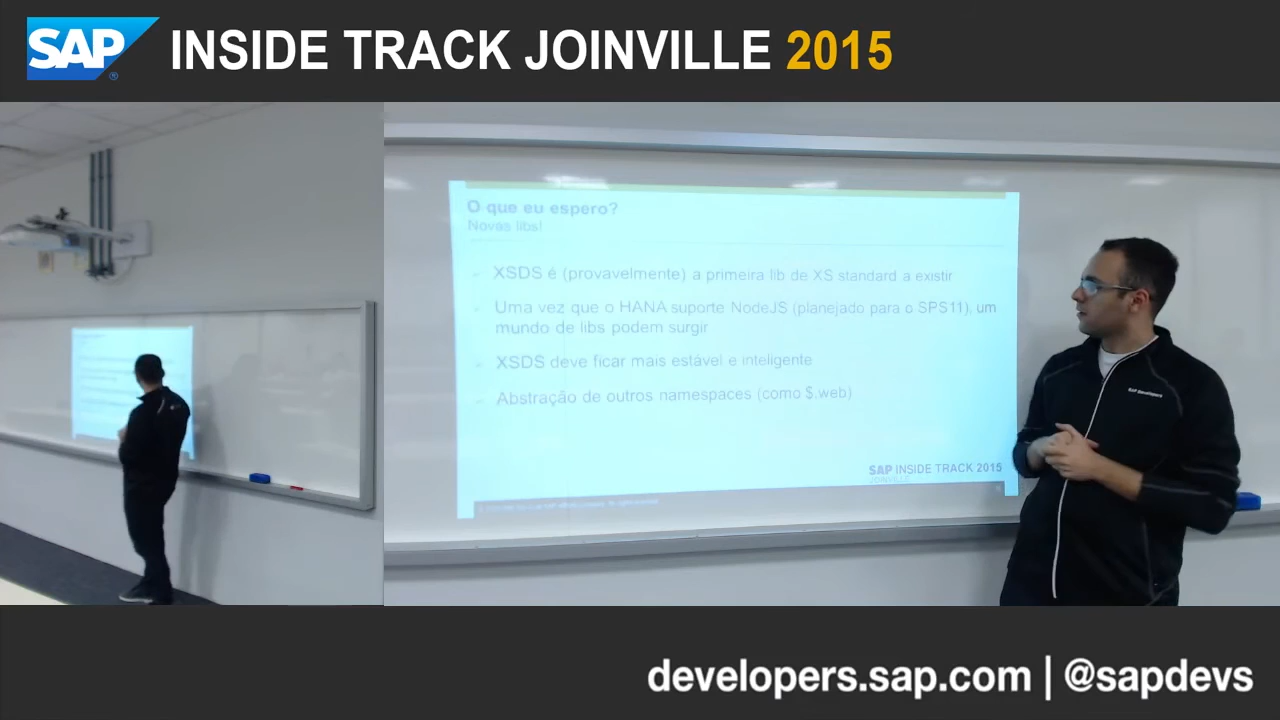 SAP INSIDE TRACK JOINVILLE 2015
O que eu espero?
Novas libs!
XSDS é (provavelmente) a primeira lib de XS standard a existir
Uma vez que o HANA suporte NodeJS (planejado para o SPS11), um
mundo de libs podem surgir
XSDS deve ficar mais estável e inteligente
Abstração de outros namespaces (como $.web)
SAP INSIDE TRACK 2015
JOINVILLE
SAP Developers
developers.sap.com | @sapdevs